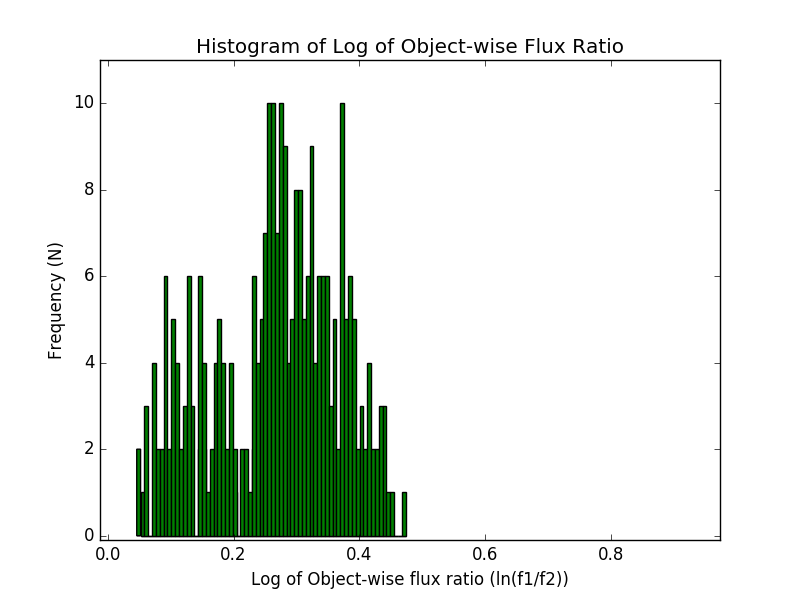 Histogram of Log of Object-wise Flux Ratio
10
8
6
4
2
0
Frequency (N)
0.0 0.2 0.4 0.6 0.8
Log of Object-wise flux ratio (ln(f1/f2))